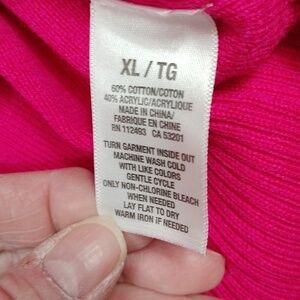 XL / TG
60% COTTON/COTON
40% ACRYLIC/ACRYLIQUE
MADE IN CHINA/
FABRIQUE EN CHINE
RN 112493 CA 53201
TURN GARMENT INSIDE OUT
MACHINE WASH COLD
WITH LIKE COLORS
GENTLE CYCLE
ONLY NON-CHLORINE BLEACH
WHEN NEEDED
LAY FLAT TO DRY
WARM IRON IF NEEDED